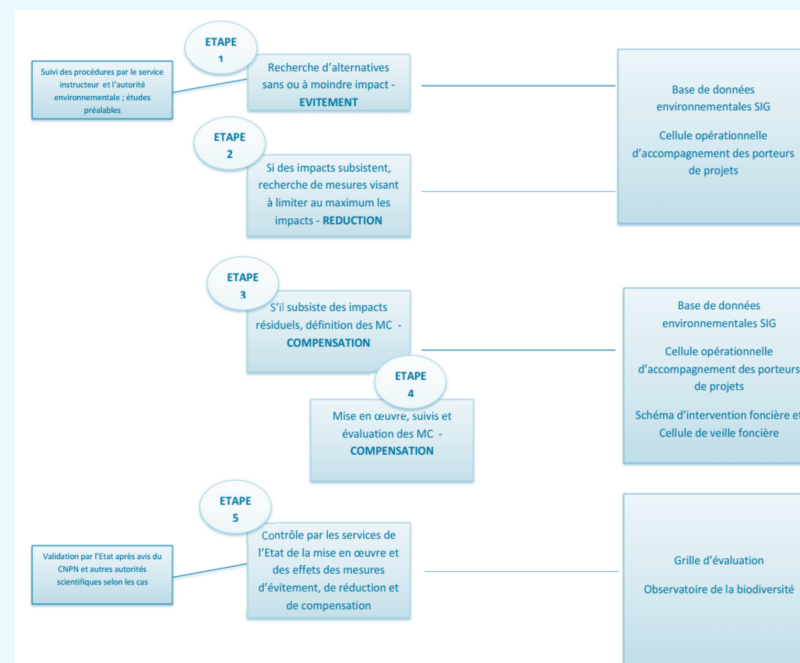 ETAPE
1
Suivi des procédures par le service
instructeur et l'autorité
environnementale ; études
préalables
Recherche d'alternatives
sans ou à moindre impact -
EVITEMENT
Base de données
environnementales SIG
Cellule opérationnelle
d'accompagnement des porteurs
de projets
ETAPE
2
Si des impacts subsistent,
recherche de mesures visant
à limiter au maximum les
impacts - REDUCTION
ETAPE
3
S'il subsiste des impacts
résiduels, définition des MC -
COMPENSATION
Base de données
environnementales SIG
Cellule opérationnelle
d'accompagnement des porteurs
de projets
Schéma d'intervention foncière et
Cellule de veille foncière
ETAPE
4
Mise en œuvre, suivis et
évaluation des MC -
COMPENSATION
ETAPE
5
Validation par l'Etat après avis du
CNPN et autres autorités
scientifiques selon les cas
Contrôle par les services de
l'Etat de la mise en œuvre et
des effets des mesures
d'évitement, de réduction et
de compensation
Grille d'évaluation
Observatoire de la biodiversité